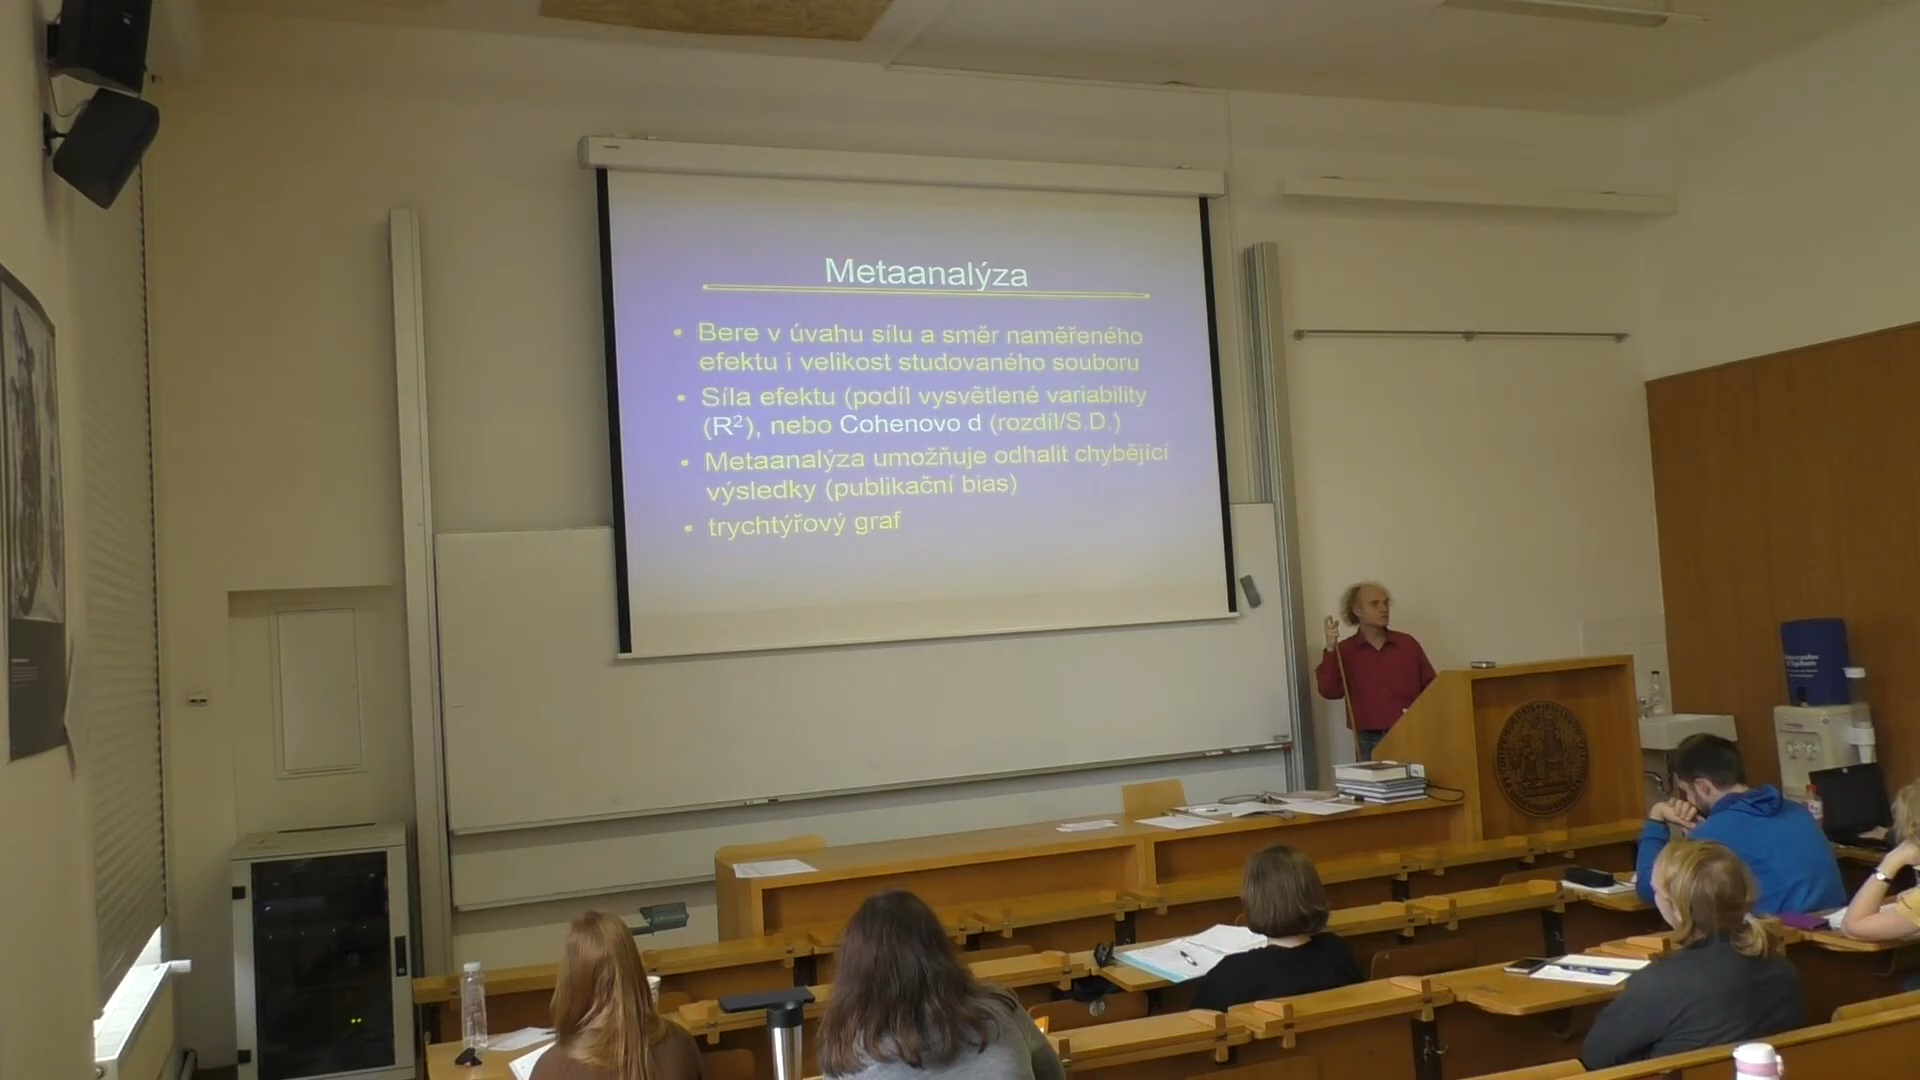 Metaanalýza
• Bere v úvahu sílu a směr naměřeného
efektu i velikost studovaného souboru
• Síla efektu (podíl vysvětlené variability
(R²), nebo Cohenovo d (rozdíl/S.D.)
• Metaanalýza umožňuje odhalit chybějící
výsledky (publikační bias)
• trychtýřový graf